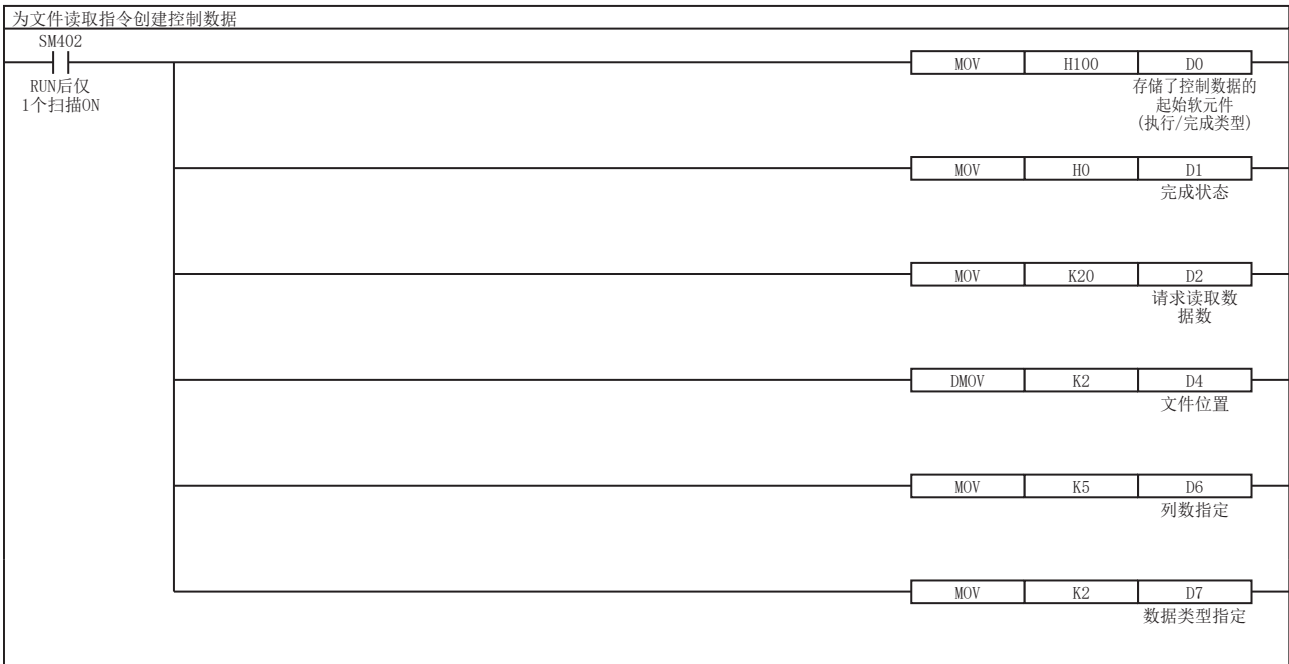 为文件读取指令创建控制数据
SM402
RUN后仅
1个扫描ON
MOV H100 D0
存储了控制数据的
起始软元件
(执行/完成类型)
MOV H0 D1
完成状态
MOV K20 D2
请求读取数
据数
DMOV K2 D4
文件位置
MOV K5 D6
列数指定
MOV K2 D7
数据类型指定